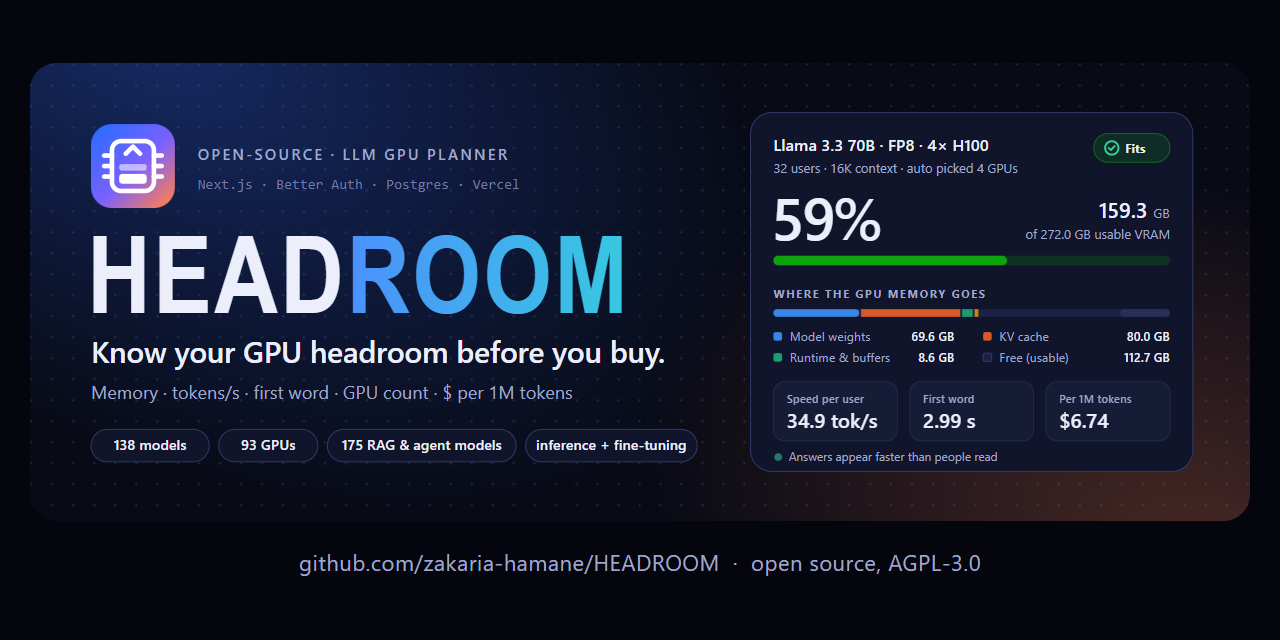 OPEN-SOURCE · LLM GPU PLANNER
Next.js · Better Auth · Postgres · Vercel
HEADROOM
Know your GPU headroom before you buy.
Memory · tokens/s · first word · GPU count · $ per 1M tokens
138 models
93 GPUs
175 RAG & agent models
inference + fine-tuning
Llama 3.3 70B · FP8 · 4× H100
Fits
32 users · 16K context · auto picked 4 GPUs
59%
159.3 GB
of 272.0 GB usable VRAM
WHERE THE GPU MEMORY GOES
Model weights 69.6 GB
KV cache 80.0 GB
Runtime & buffers 8.6 GB
Free (usable) 112.7 GB
Speed per user
34.9 tok/s
First word
2.99 s
Per 1M tokens
$6.74
Answers appear faster than people read
github.com/zakaria-hamane/HEADROOM · open source, AGPL-3.0